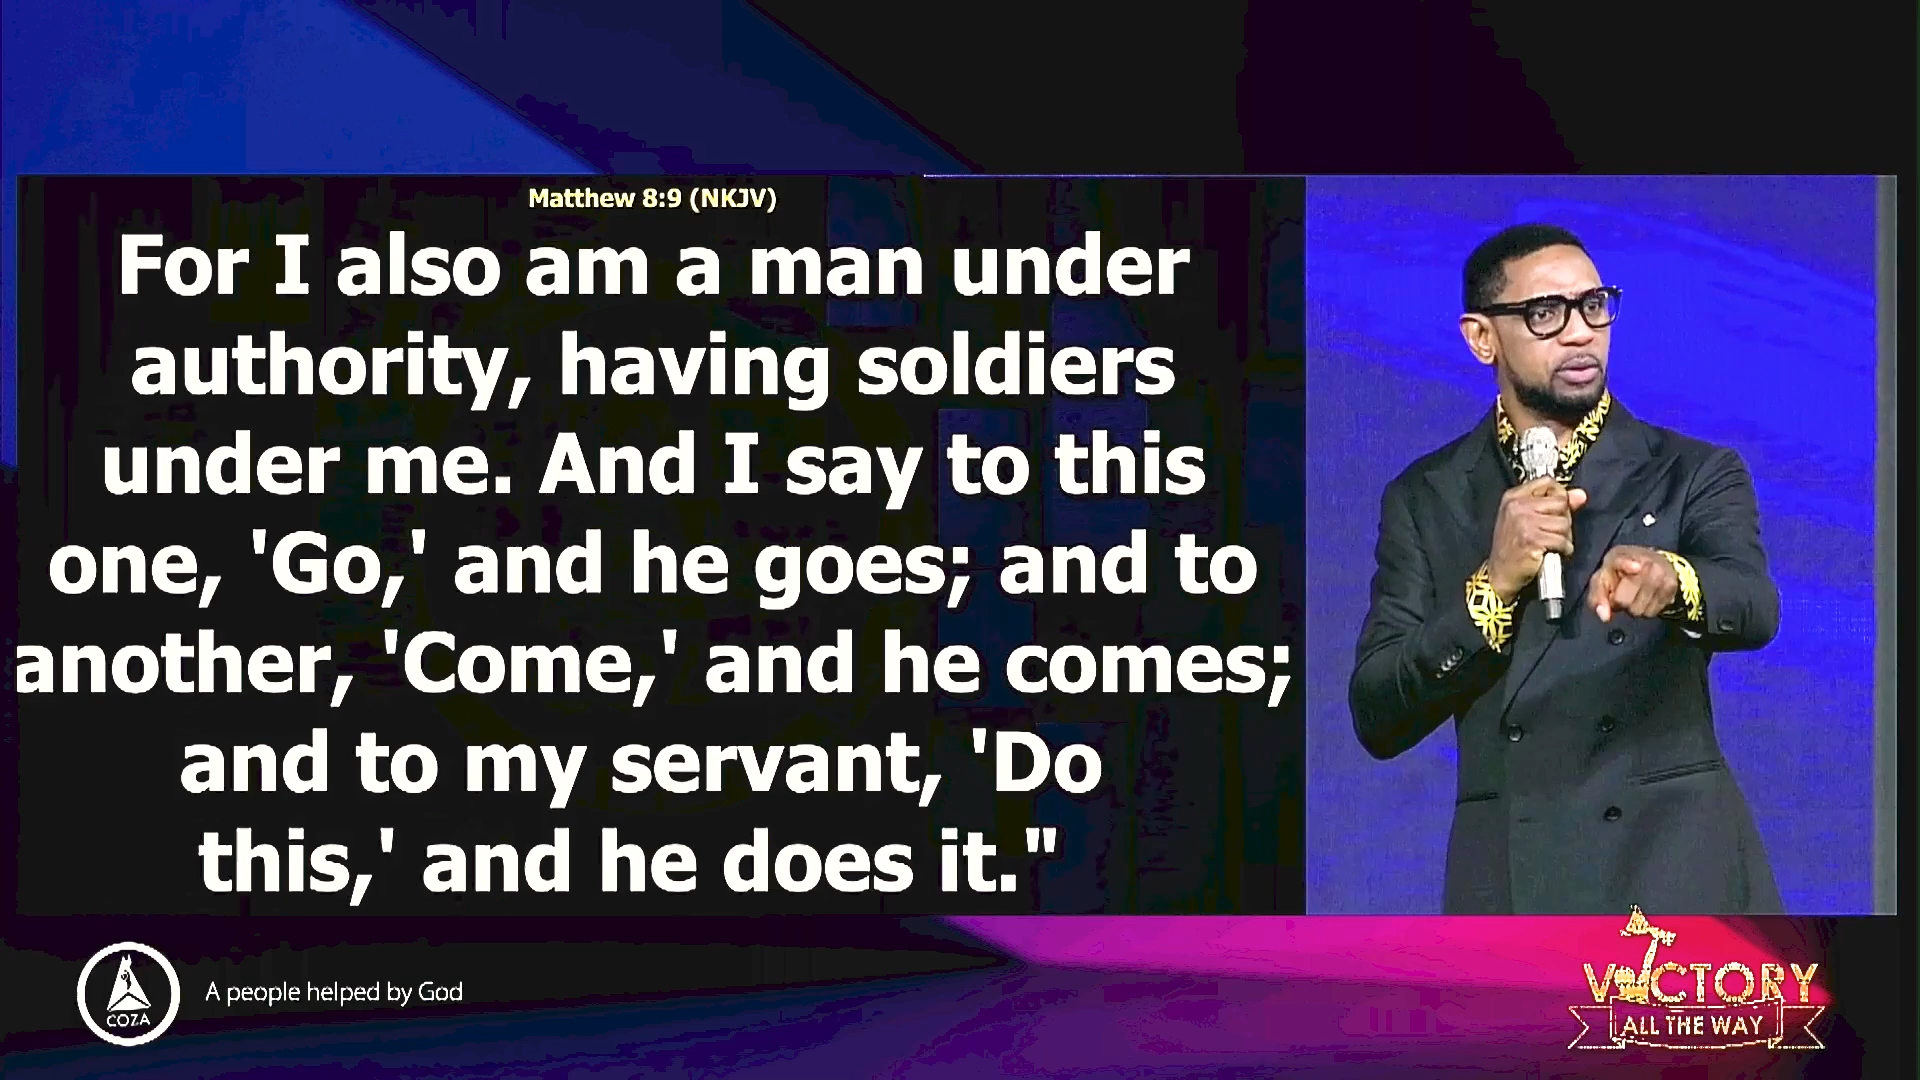 Matthew 8:9 (NKJV)
For I also am a man under
authority, having soldiers
under me. And I say to this
one, 'Go,' and he goes; and to
another, 'Come,' and he comes;
and to my servant, 'Do
this,' and he does it."
COZA
A people helped by God
VICTORY
ALL THE WAY